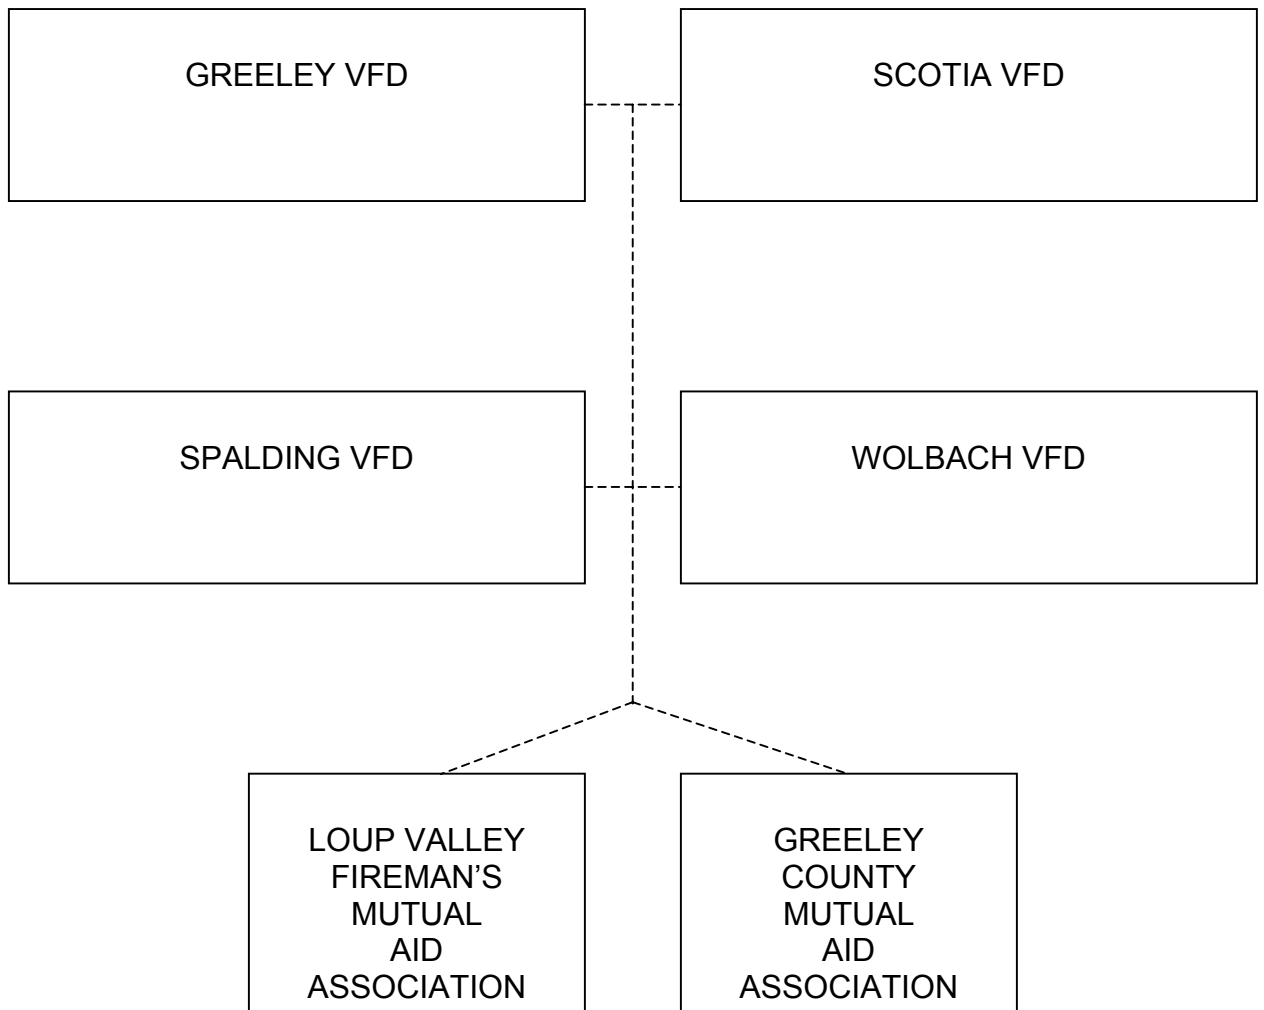 GREELEY VFD
SCOTIA VFD
SPALDING VFD
WOLBACH VFD
LOUP VALLEY
FIREMAN’S
MUTUAL
AID
ASSOCIATION
GREELEY
COUNTY
MUTUAL
AID
ASSOCIATION